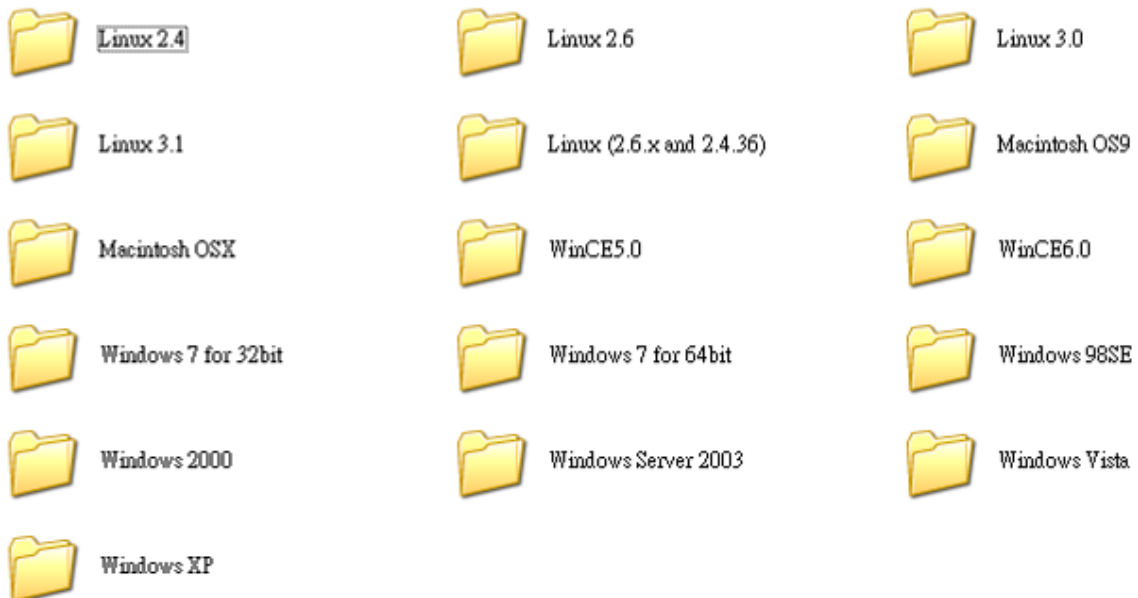 Linux 2.4
Linux 2.6
Linux 3.0
Linux 3.1
Linux (2.6.x and 2.4.36)
Macintosh OS9
Macintosh OSX
WinCE5.0
WinCE6.0
Windows 7 for 32bit
Windows 7 for 64bit
Windows 98SE
Windows 2000
Windows Server 2003
Windows Vista
Windows XP